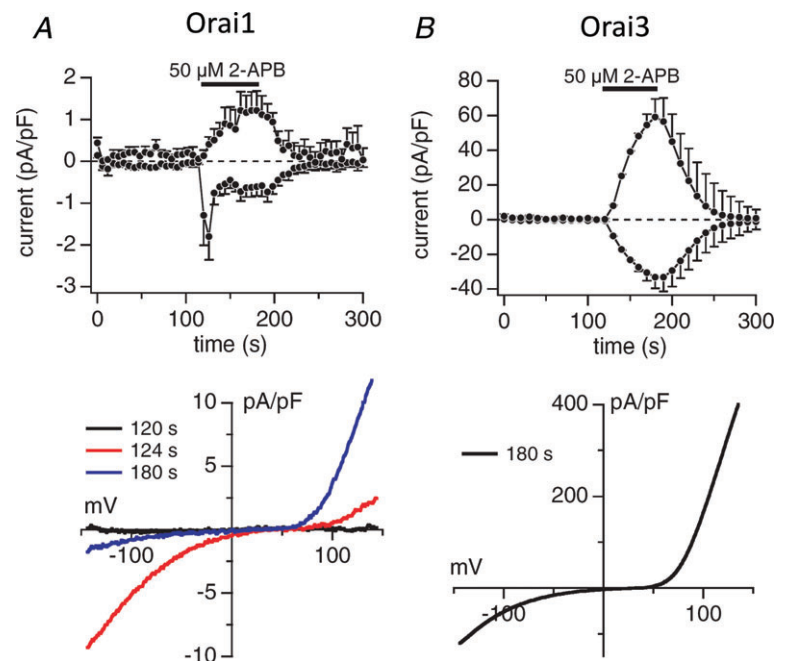 A Orai1
50 µM 2-APB
current (pA/pF)
2
1
0
-1
-2
-3
0 100 200 300
time (s)
B Orai3
50 µM 2-APB
current (pA/pF)
80
60
40
20
0
-20
-40
0 100 200 300
time (s)
pA/pF
10
5
-5
-10
120 s
124 s
180 s
mV
-100 100
pA/pF
400
200
180 s
mV
-100 100